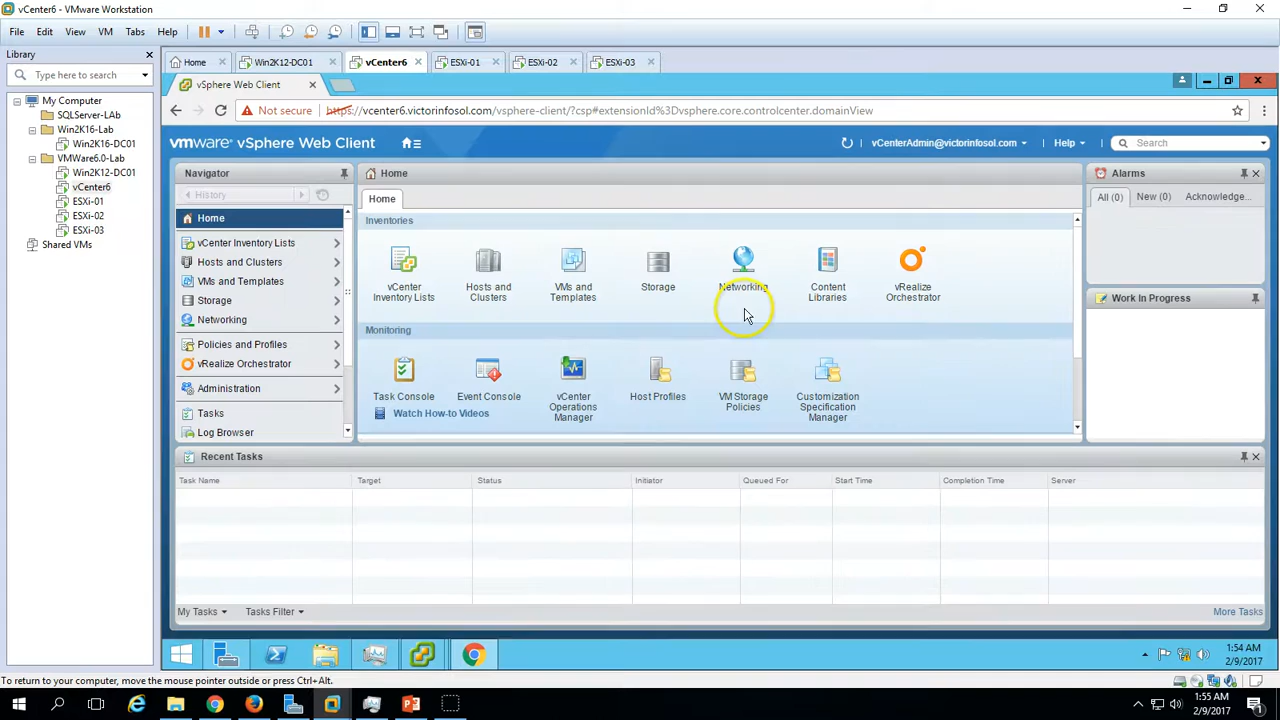 vCenter6 - VMware Workstation
File Edit View VM Tabs Help
Library
Type here to search
My Computer
SQLServer-LAb
Win2K16-Lab
Win2K16-DC01
VMWare6.0-Lab
Win2K12-DC01
vCenter6
ESXi-01
ESXi-02
ESXi-03
Shared VMs
Home Win2K12-DC01 vCenter6 ESXi-01 ESXi-02 ESXi-03
vSphere Web Client
Not secure https://vcenter6.victorinfosol.com/vsphere-client/?csp#extensionId%3Dvsphere.core.controlcenter.domainView
vmware® vSphere Web Client
vCenterAdmin@victorinfosol.com Help Search
Navigator
History
Home
vCenter Inventory Lists
Hosts and Clusters
VMs and Templates
Storage
Networking
Policies and Profiles
vRealize Orchestrator
Administration
Tasks
Log Browser
Home
Home
Inventories
vCenter
Inventory Lists
Hosts and
Clusters
VMs and
Templates
Storage
Networking
Content
Libraries
vRealize
Orchestrator
Monitoring
Task Console
Event Console
vCenter
Operations
Manager
Host Profiles
VM Storage
Policies
Customization
Specification
Manager
Watch How-to Videos
Alarms
All (0) New (0) Acknowledge...
Work In Progress
Recent Tasks
Task Name Target Status Initiator Queued For Start Time Completion Time Server
My Tasks Tasks Filter More Tasks
1:54 AM
2/9/2017
To return to your computer, move the mouse pointer outside or press Ctrl+Alt.
1:55 AM
2/9/2017